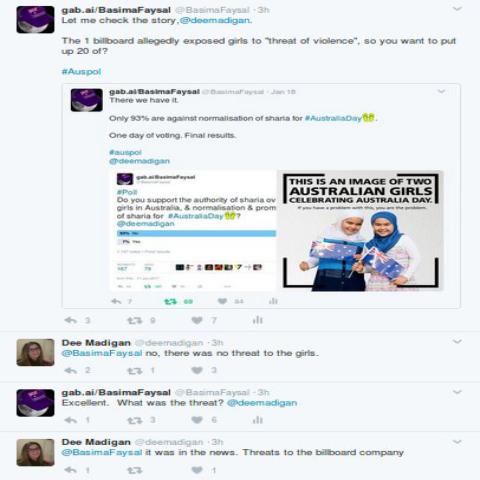 gab.ai/BasimaFaysal @BasimaFaysal · 3h
Let me check the story, @deemadigan.
The 1 billboard allegedly exposed girls to "threat of violence", so you want to put
up 20 of?
#Auspol
gab.ai/BasimaFaysal @BasimaFaysal · Jan 18
There we have it.
Only 93% are against normalisation of sharia for #AustraliaDay.
One day of voting. Final results.
#auspol
@deemadigan
gab.ai/BasimaFaysal
#Poll
Do you support the authority of sharia ov
girls in Australia, & normalisation & prom
of sharia for #AustraliaDay?
@deemadigan
93% No
7% Yes
THIS IS AN IMAGE OF TWO
AUSTRALIAN GIRLS
CELEBRATING AUSTRALIA DAY.
If you have a problem with this, you are the problem.
7 69 84
3 9 7
Dee Madigan @deemadigan · 3h
@BasimaFaysal no, there was no threat to the girls.
2 1 3
gab.ai/BasimaFaysal @BasimaFaysal · 3h
Excellent. What was the threat? @deemadigan
1 3 6
Dee Madigan @deemadigan · 3h
@BasimaFaysal it was in the news. Threats to the billboard company
1 1